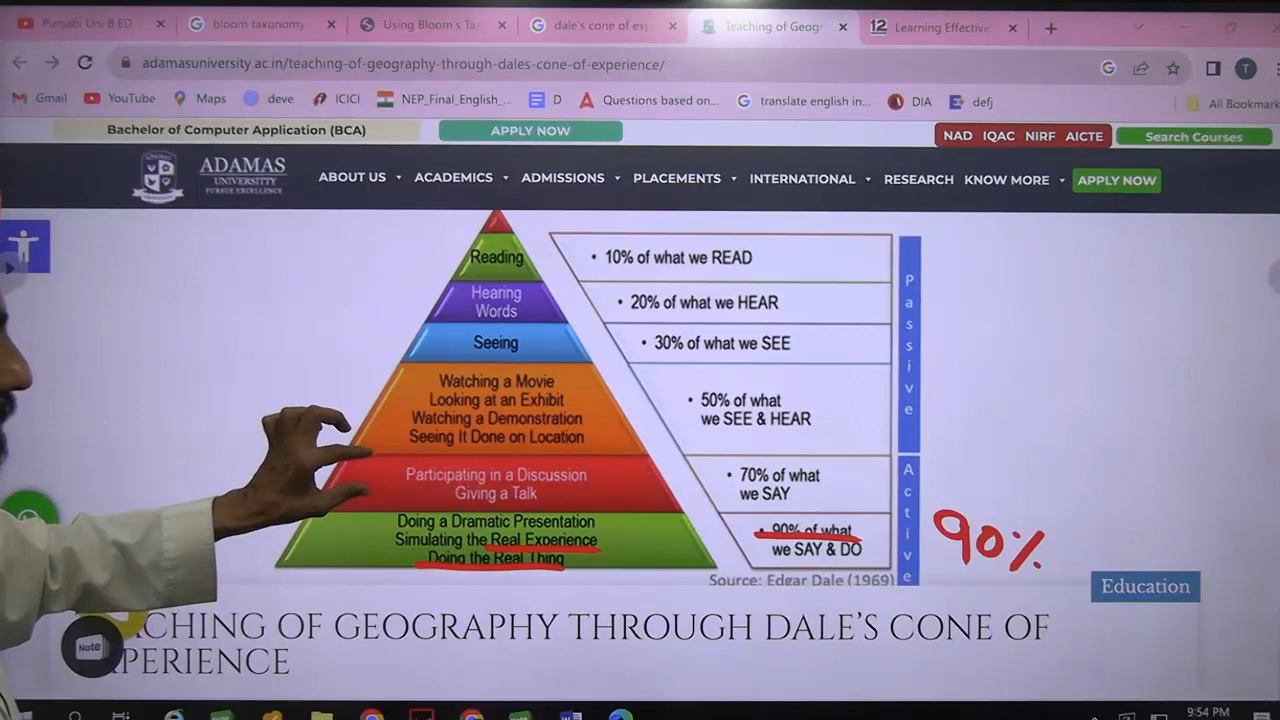 Punjabi Uni B ED
bloom taxonomy
Using Bloom's Ta
dale's cone of exp
Teaching of Geogr
12 Learning Effective
adamasuniversity.ac.in/teaching-of-geography-through-dales-cone-of-experience/
T
Gmail YouTube Maps deve ICICI NEP_Final_English_... D Questions based on... translate english in... DIA defj All Bookmark
Bachelor of Computer Application (BCA) APPLY NOW NAD IQAC NIRF AICTE Search Courses
ADAMAS
UNIVERSITY
PURSUE EXCELLENCE
ABOUT US ACADEMICS ADMISSIONS PLACEMENTS INTERNATIONAL RESEARCH KNOW MORE APPLY NOW
Reading
• 10% of what we READ
Hearing
Words
• 20% of what we HEAR
Seeing
• 30% of what we SEE
Watching a Movie
Looking at an Exhibit
Watching a Demonstration
Seeing It Done on Location
• 50% of what
we SEE & HEAR
Passive
Participating in a Discussion
Giving a Talk
• 70% of what
we SAY
Doing a Dramatic Presentation
Simulating the Real Experience
Doing the Real Thing
• 90% of what
we SAY & DO
Active
90%
Source: Edgar Dale (1969)
Education
ACHING OF GEOGRAPHY THROUGH DALE'S CONE OF
PERIENCE
Note
9:54 PM